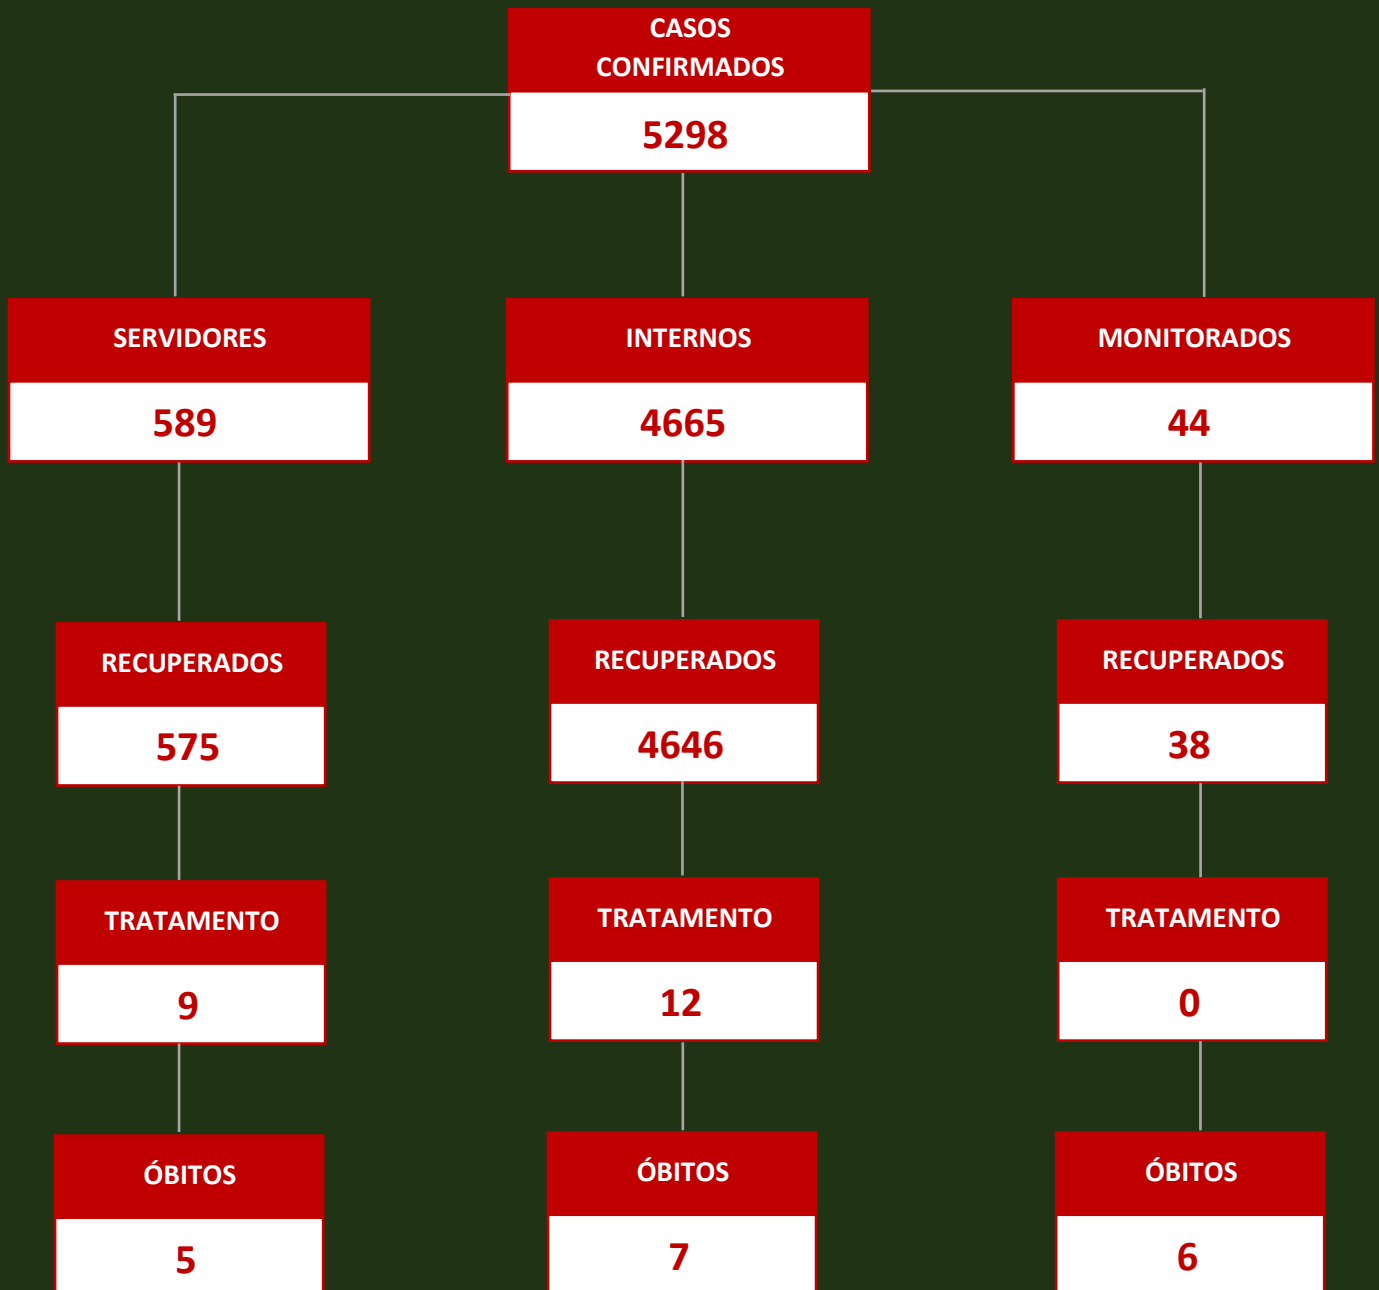 CASOS
CONFIRMADOS
5298
SERVIDORES
INTERNOS
MONITORADOS
589
4665
44
RECUPERADOS
RECUPERADOS
RECUPERADOS
575
4646
38
TRATAMENTO
TRATAMENTO
TRATAMENTO
9
12
0
ÓBITOS
ÓBITOS
ÓBITOS
5
7
6